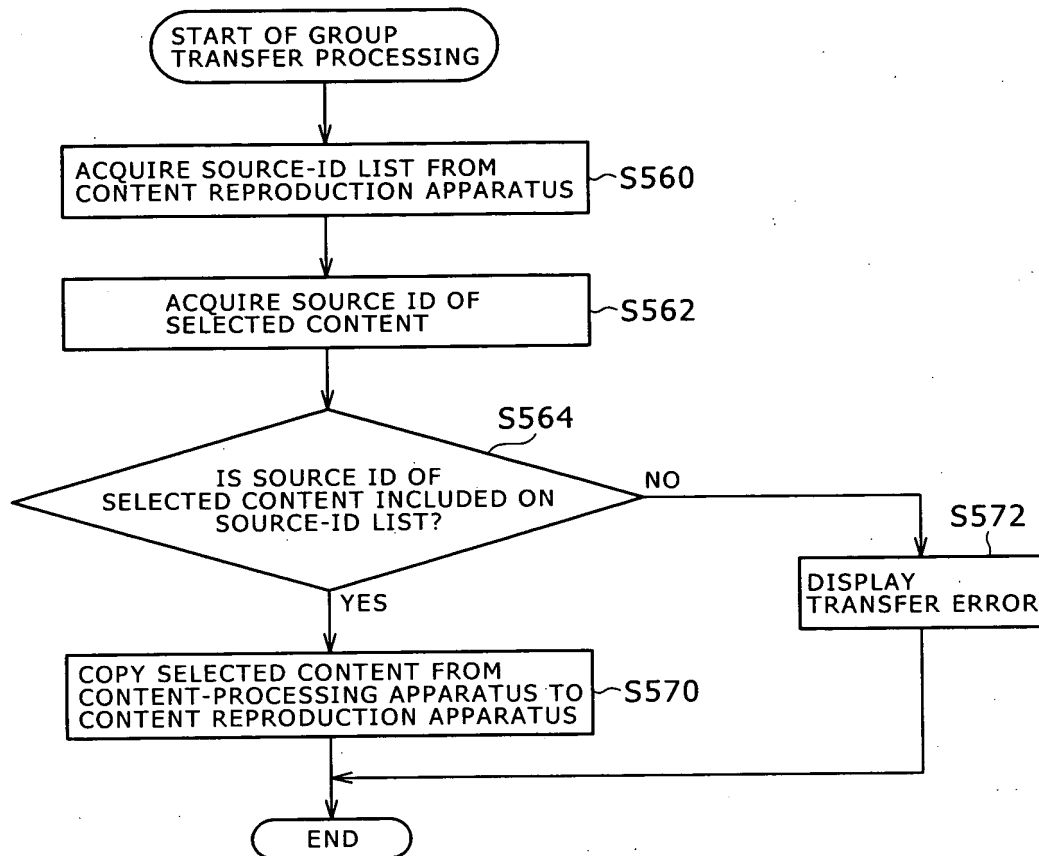 START OF GROUP
TRANSFER PROCESSING
ACQUIRE SOURCE-ID LIST FROM
CONTENT REPRODUCTION APPARATUS
S560
ACQUIRE SOURCE ID OF
SELECTED CONTENT
S562
S564
IS SOURCE ID OF
SELECTED CONTENT INCLUDED ON
SOURCE-ID LIST?
NO
S572
DISPLAY
TRANSFER ERROR
YES
COPY SELECTED CONTENT FROM
CONTENT-PROCESSING APPARATUS TO
CONTENT REPRODUCTION APPARATUS
S570
END